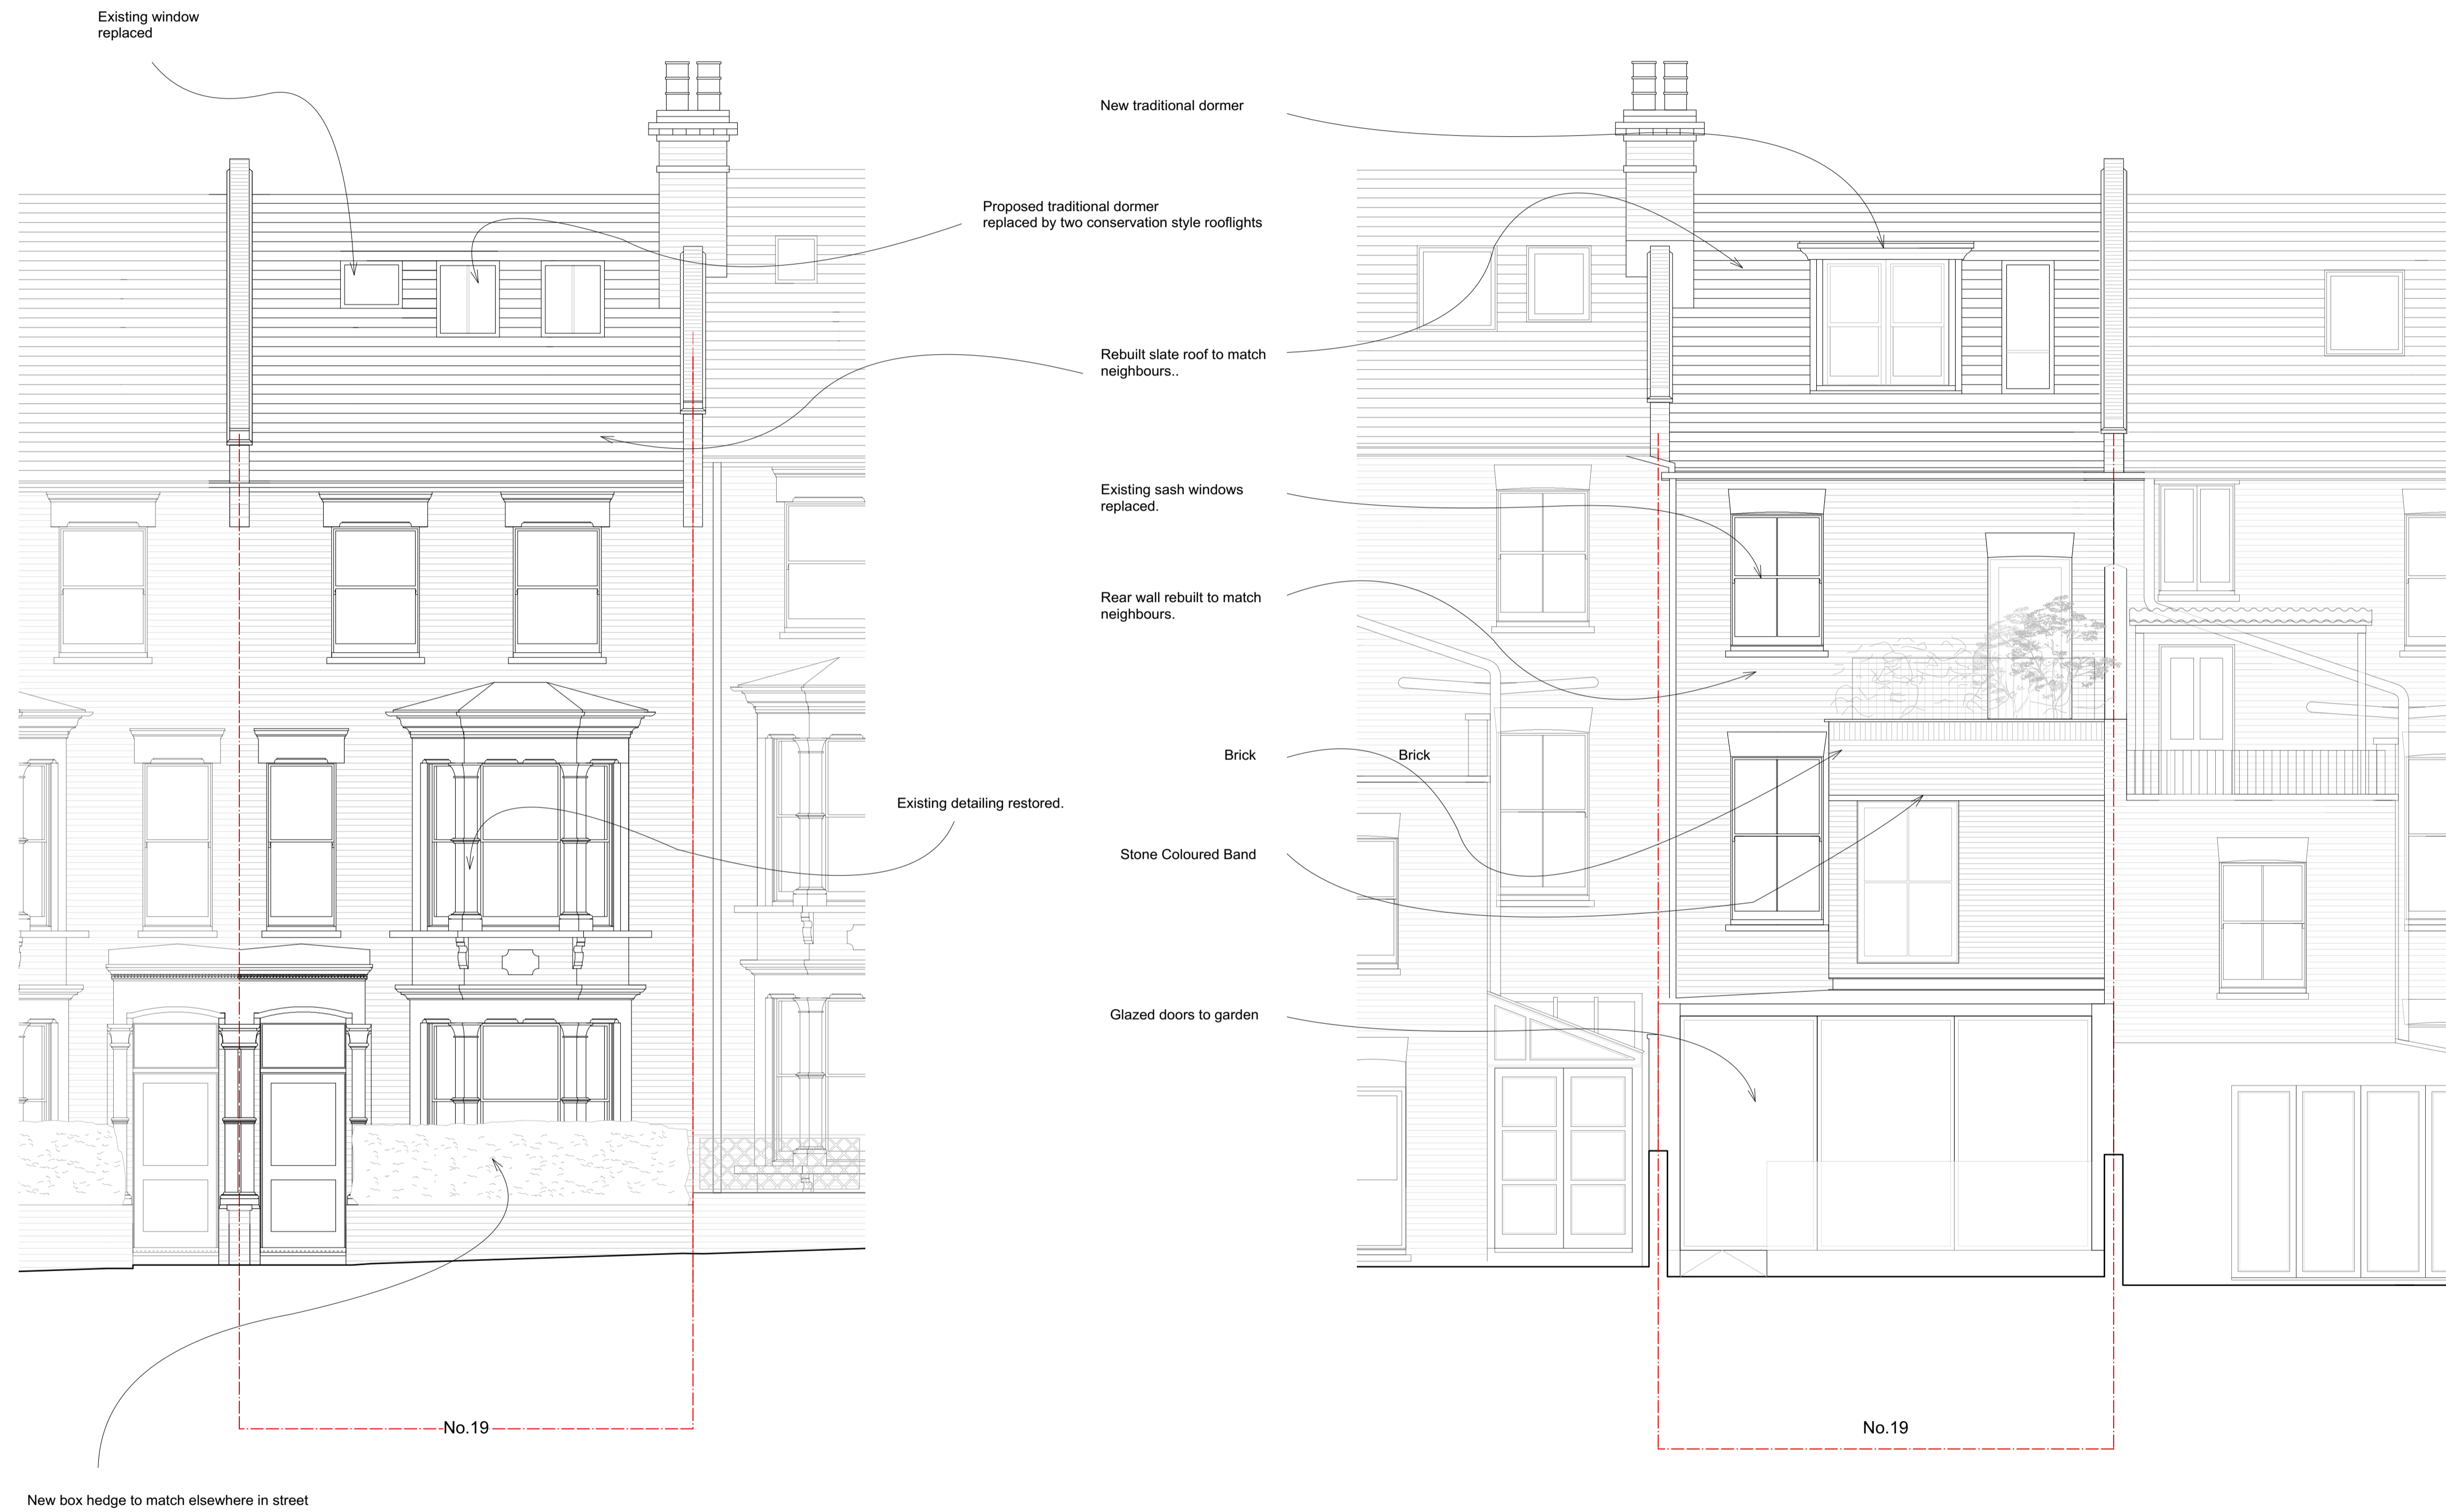 Existing window
replaced
New traditional dormer
Proposed traditional dormer
replaced by two conservation style rooflights
Rebuilt slate roof to match
neighbours..
Existing sash windows
replaced.
Rear wall rebuilt to match
neighbours.
Brick
Brick
Existing detailing restored.
Stone Coloured Band
Glazed doors to garden
No.19
No.19
New box hedge to match elsewhere in street